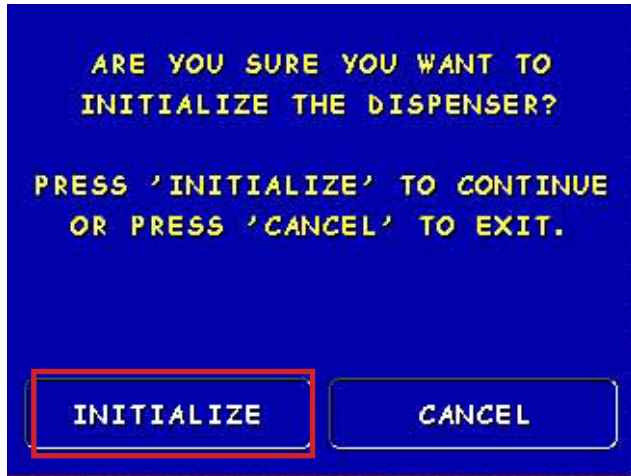 ARE YOU SURE YOU WANT TO
INITIALIZE THE DISPENSER?
PRESS 'INITIALIZE' TO CONTINUE
OR PRESS 'CANCEL' TO EXIT.
INITIALIZE
CANCEL